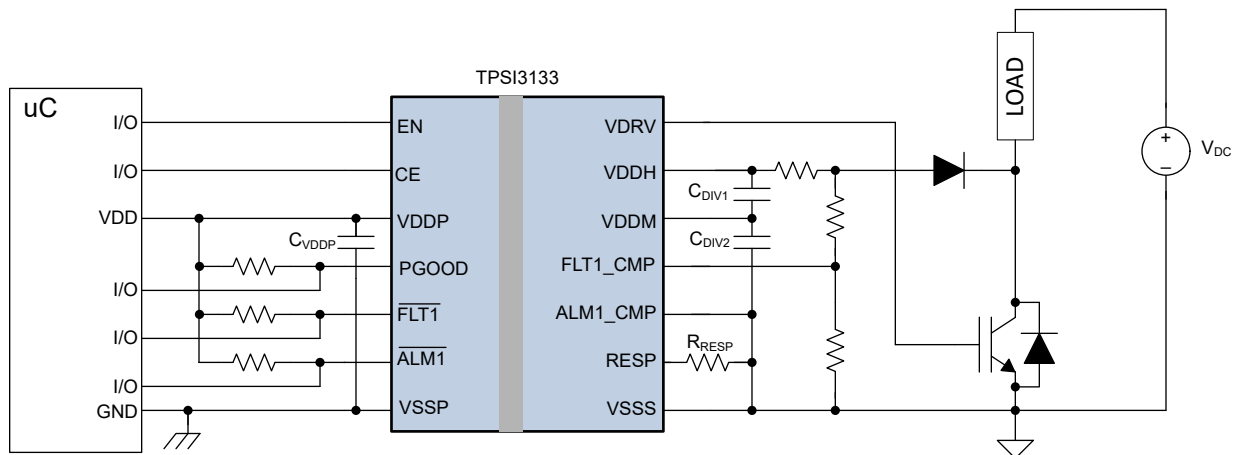 TPSI3133
uC
I/O
I/O
VDD
I/O
I/O
I/O
GND
C_VDDP
EN
CE
VDDP
PGOOD
FLT1
ALM1
VSSP
VDRV
VDDH
VDDM
FLT1_CMP
ALM1_CMP
RESP
VSSS
C_DIV1
C_DIV2
R_RESP
LOAD
+
–
V_DC